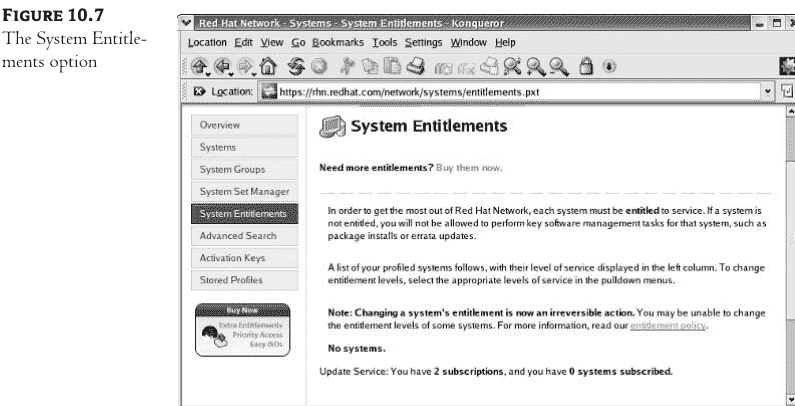 FIGURE 10.7
The System Entitle-
ments option
Red Hat Network - Systems - System Entitlements - Konqueror
Location Edit View Go Bookmarks Tools Settings Window Help
Location: https://rhn.redhat.com/network/systems/entitlements.pxt
Overview
Systems
System Groups
System Set Manager
System Entitlements
Advanced Search
Activation Keys
Stored Profiles
Buy Now
Extra Entitlements
Priority Access
Easy ISOs
System Entitlements
Need more entitlements? Buy them now.
In order to get the most out of Red Hat Network, each system must be entitled to service. If a system is
not entitled, you will not be allowed to perform key software management tasks for that system, such as
package installs or errata updates.
A list of your profiled systems follows, with their level of service displayed in the left column. To change
entitlement levels, select the appropriate levels of service in the pulldown menus.
Note: Changing a system's entitlement is now an irreversible action. You may be unable to change
the entitlement levels of some systems. For more information, read our entitlement policy.
No systems.
Update Service: You have 2 subscriptions, and you have 0 systems subscribed.